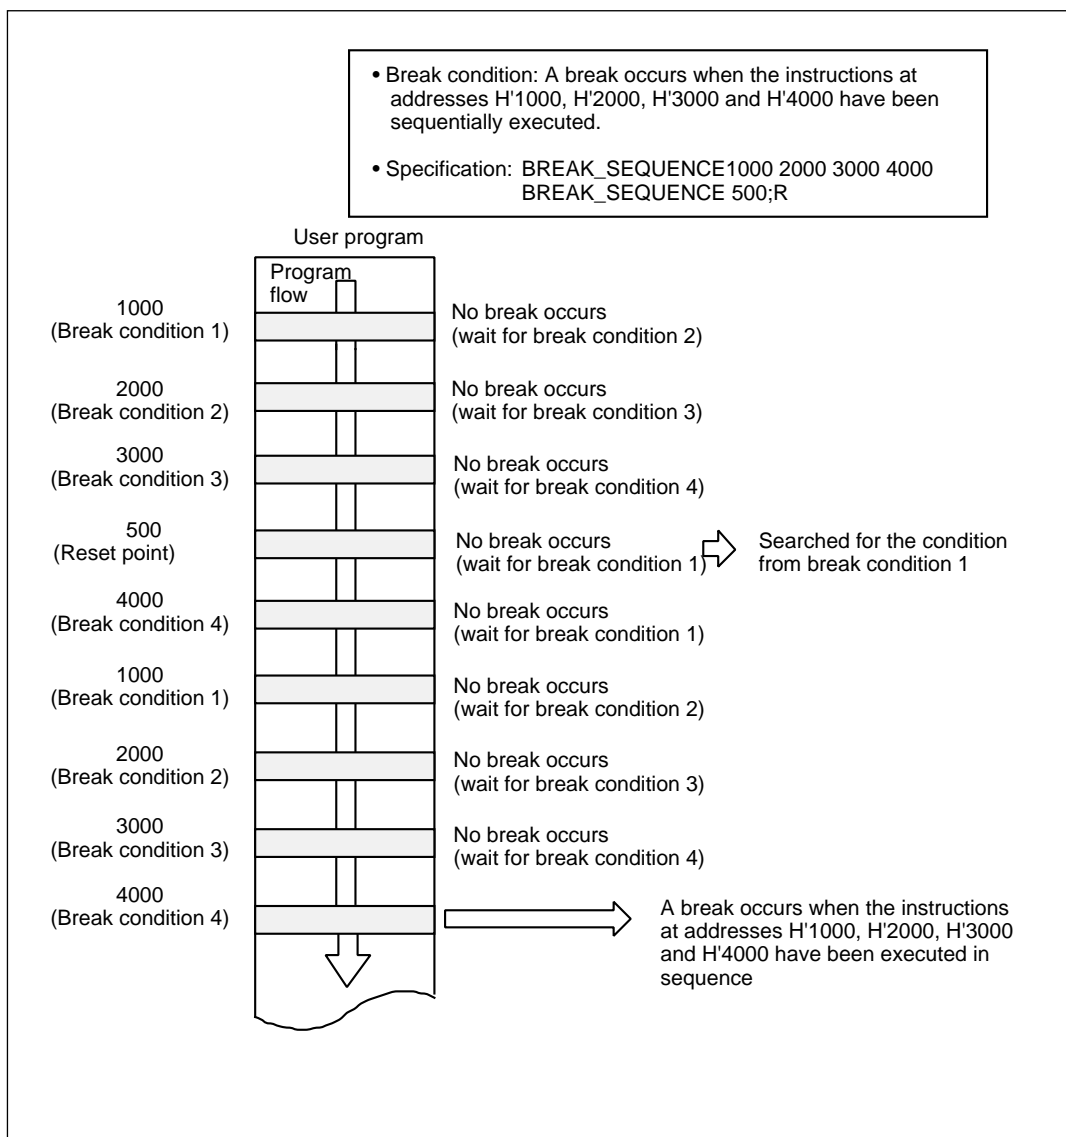 • Break condition: A break occurs when the instructions at
addresses H'1000, H'2000, H'3000 and H'4000 have been
sequentially executed.
• Specification: BREAK_SEQUENCE1000 2000 3000 4000
BREAK_SEQUENCE 500;R
User program
Program
flow
1000
(Break condition 1)
No break occurs
(wait for break condition 2)
2000
(Break condition 2)
No break occurs
(wait for break condition 3)
3000
(Break condition 3)
No break occurs
(wait for break condition 4)
500
(Reset point)
No break occurs
(wait for break condition 1)
Searched for the condition
from break condition 1
4000
(Break condition 4)
No break occurs
(wait for break condition 1)
1000
(Break condition 1)
No break occurs
(wait for break condition 2)
2000
(Break condition 2)
No break occurs
(wait for break condition 3)
3000
(Break condition 3)
No break occurs
(wait for break condition 4)
4000
(Break condition 4)
A break occurs when the instructions
at addresses H'1000, H'2000, H'3000
and H'4000 have been executed in
sequence